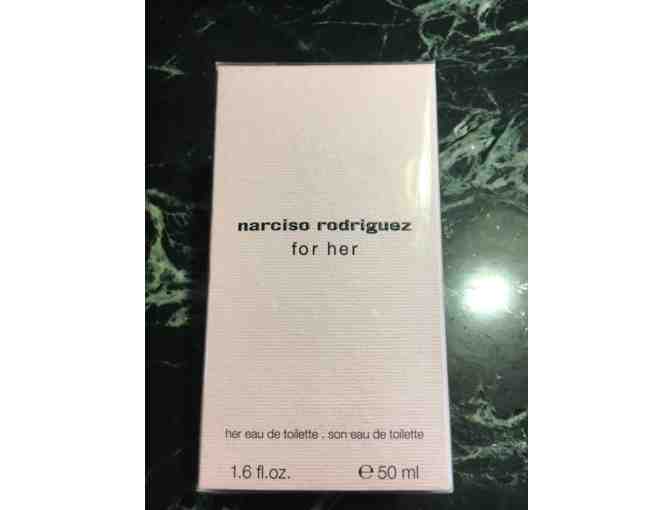 narciso rodriguez
for her
her eau de toilette . son eau de toilette
1.6 fl.oz. ℮ 50 ml